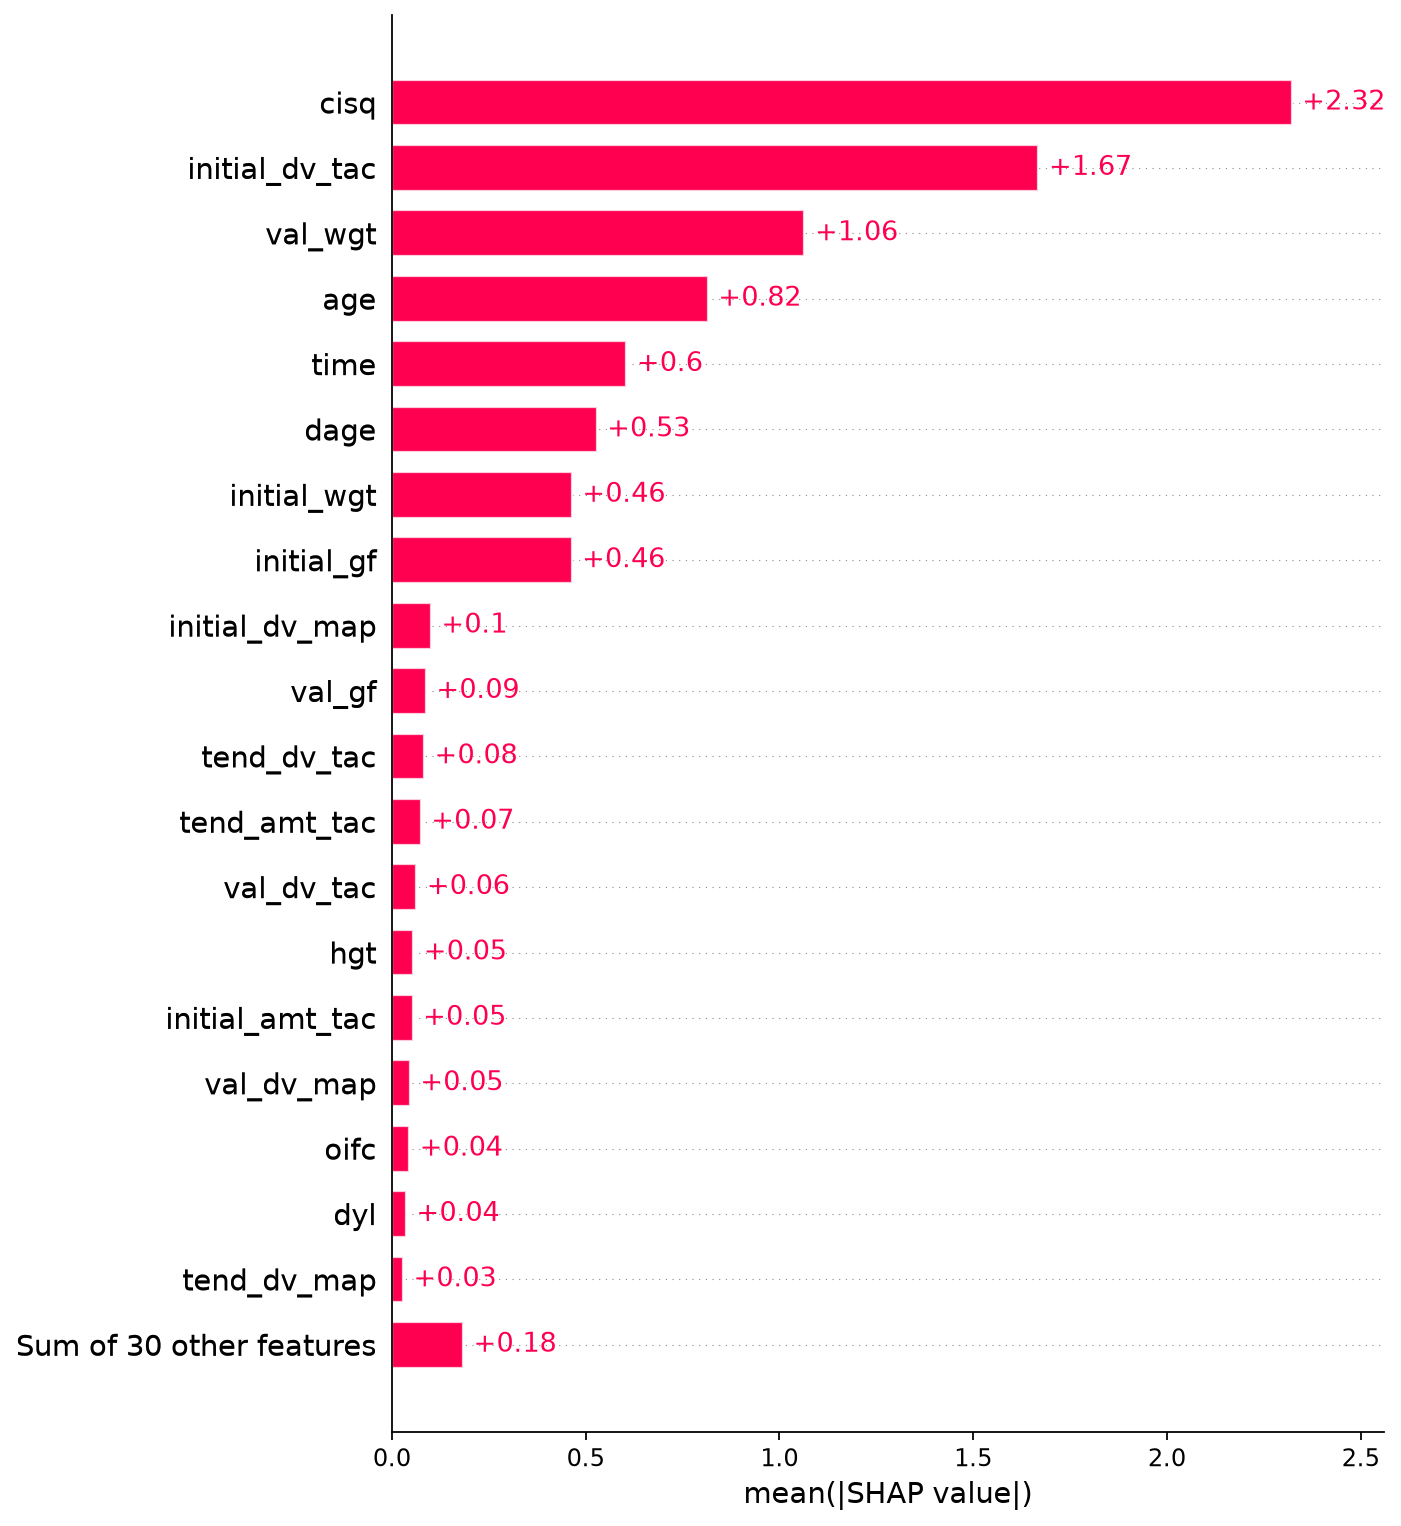 cisq +2.32
initial_dv_tac +1.67
val_wgt +1.06
age +0.82
time +0.6
dage +0.53
initial_wgt +0.46
initial_gf +0.46
initial_dv_map +0.1
val_gf +0.09
tend_dv_tac +0.08
tend_amt_tac +0.07
val_dv_tac +0.06
hgt +0.05
initial_amt_tac +0.05
val_dv_map +0.05
oifc +0.04
dyl +0.04
tend_dv_map +0.03
Sum of 30 other features +0.18
0.0 0.5 1.0 1.5 2.0 2.5
mean(|SHAP value|)